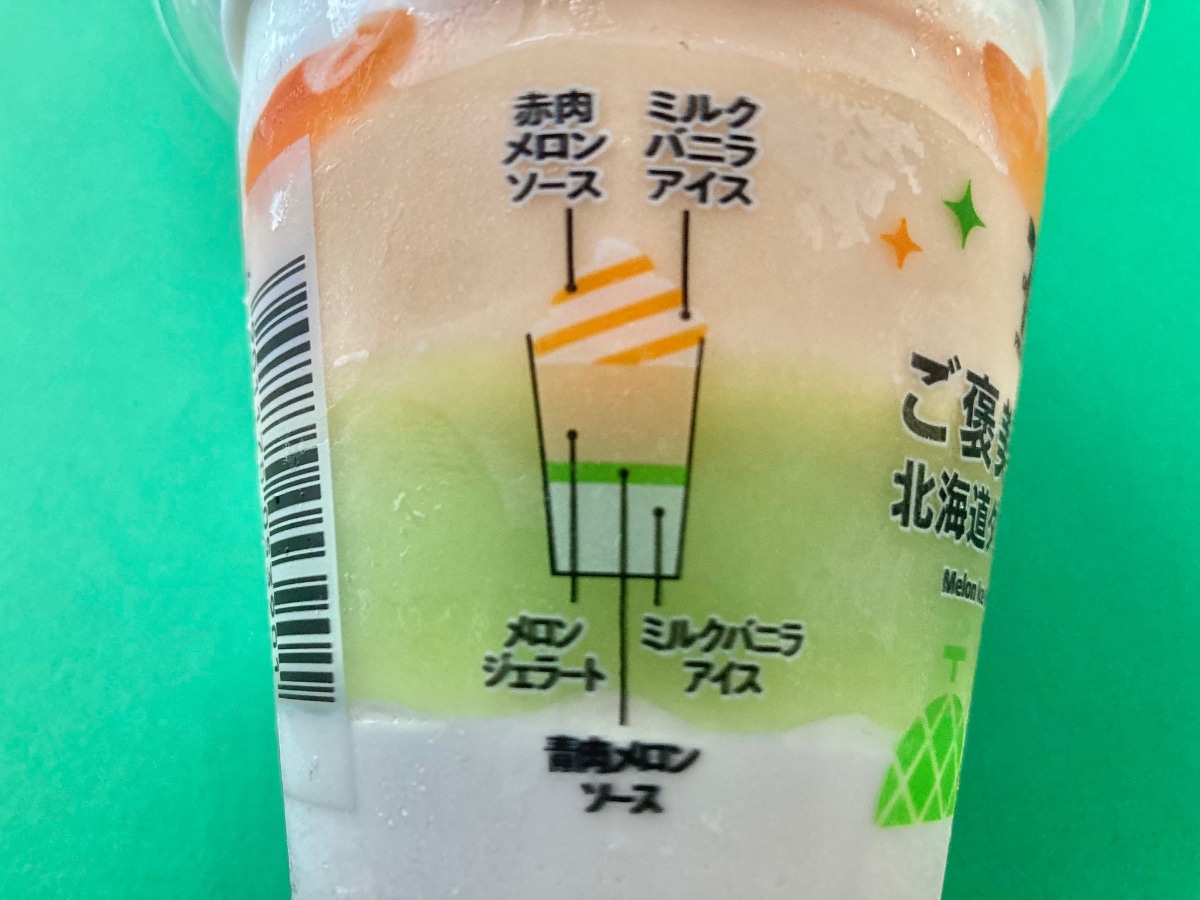 赤肉
メロン
ソース
ミルク
バニラ
アイス
メロン
ジェラート
ミルクバニラ
アイス
青肉メロン
ソース
ご褒
北海道
Melon